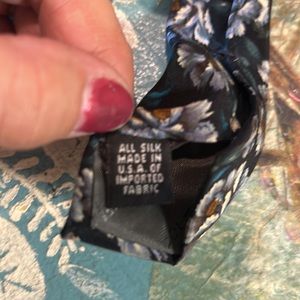 ALL SILK
MADE IN
U.S.A. OF
IMPORTED
FABRIC